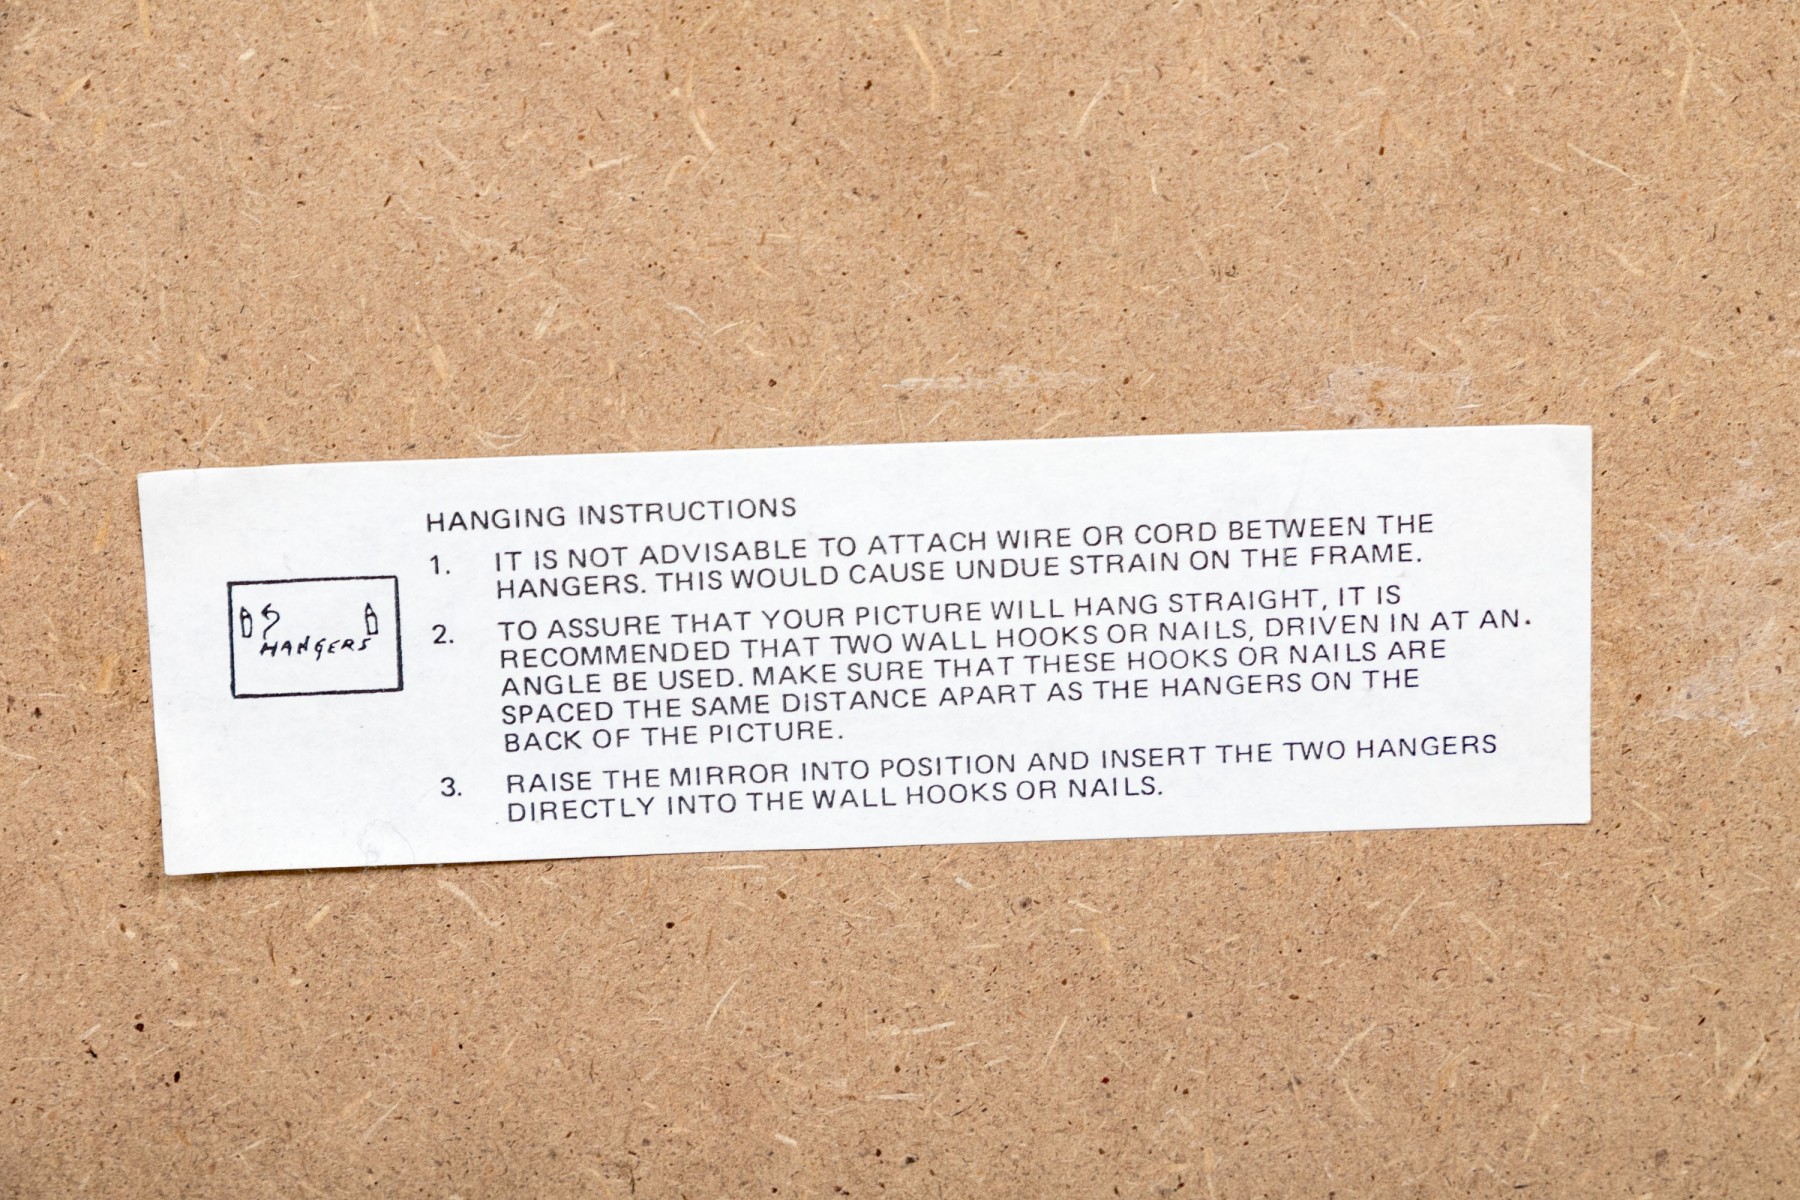 HANGING INSTRUCTIONS
1. IT IS NOT ADVISABLE TO ATTACH WIRE OR CORD BETWEEN THE
HANGERS. THIS WOULD CAUSE UNDUE STRAIN ON THE FRAME.
2. TO ASSURE THAT YOUR PICTURE WILL HANG STRAIGHT, IT IS
RECOMMENDED THAT TWO WALL HOOKS OR NAILS, DRIVEN IN AT AN.
ANGLE BE USED. MAKE SURE THAT THESE HOOKS OR NAILS ARE
SPACED THE SAME DISTANCE APART AS THE HANGERS ON THE
BACK OF THE PICTURE.
3. RAISE THE MIRROR INTO POSITION AND INSERT THE TWO HANGERS
DIRECTLY INTO THE WALL HOOKS OR NAILS.
HANGERS